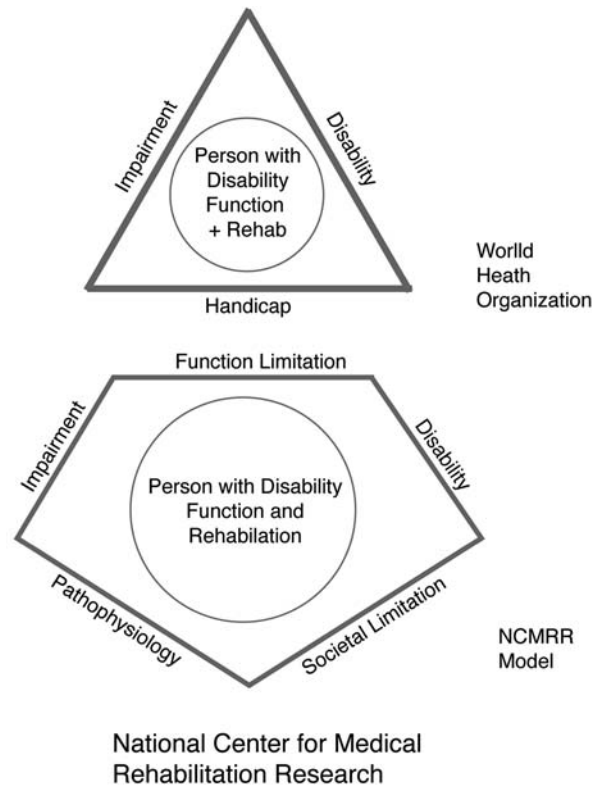 Impairment
Disability
Person with
Disability
Function
+ Rehab
Handicap
Worlld
Heath
Organization
Function Limitation
Impairment
Disability
Person with Disability
Function and
Rehabilation
Pathophysiology
Societal Limitation
NCMRR
Model
National Center for Medical
Rehabilitation Research